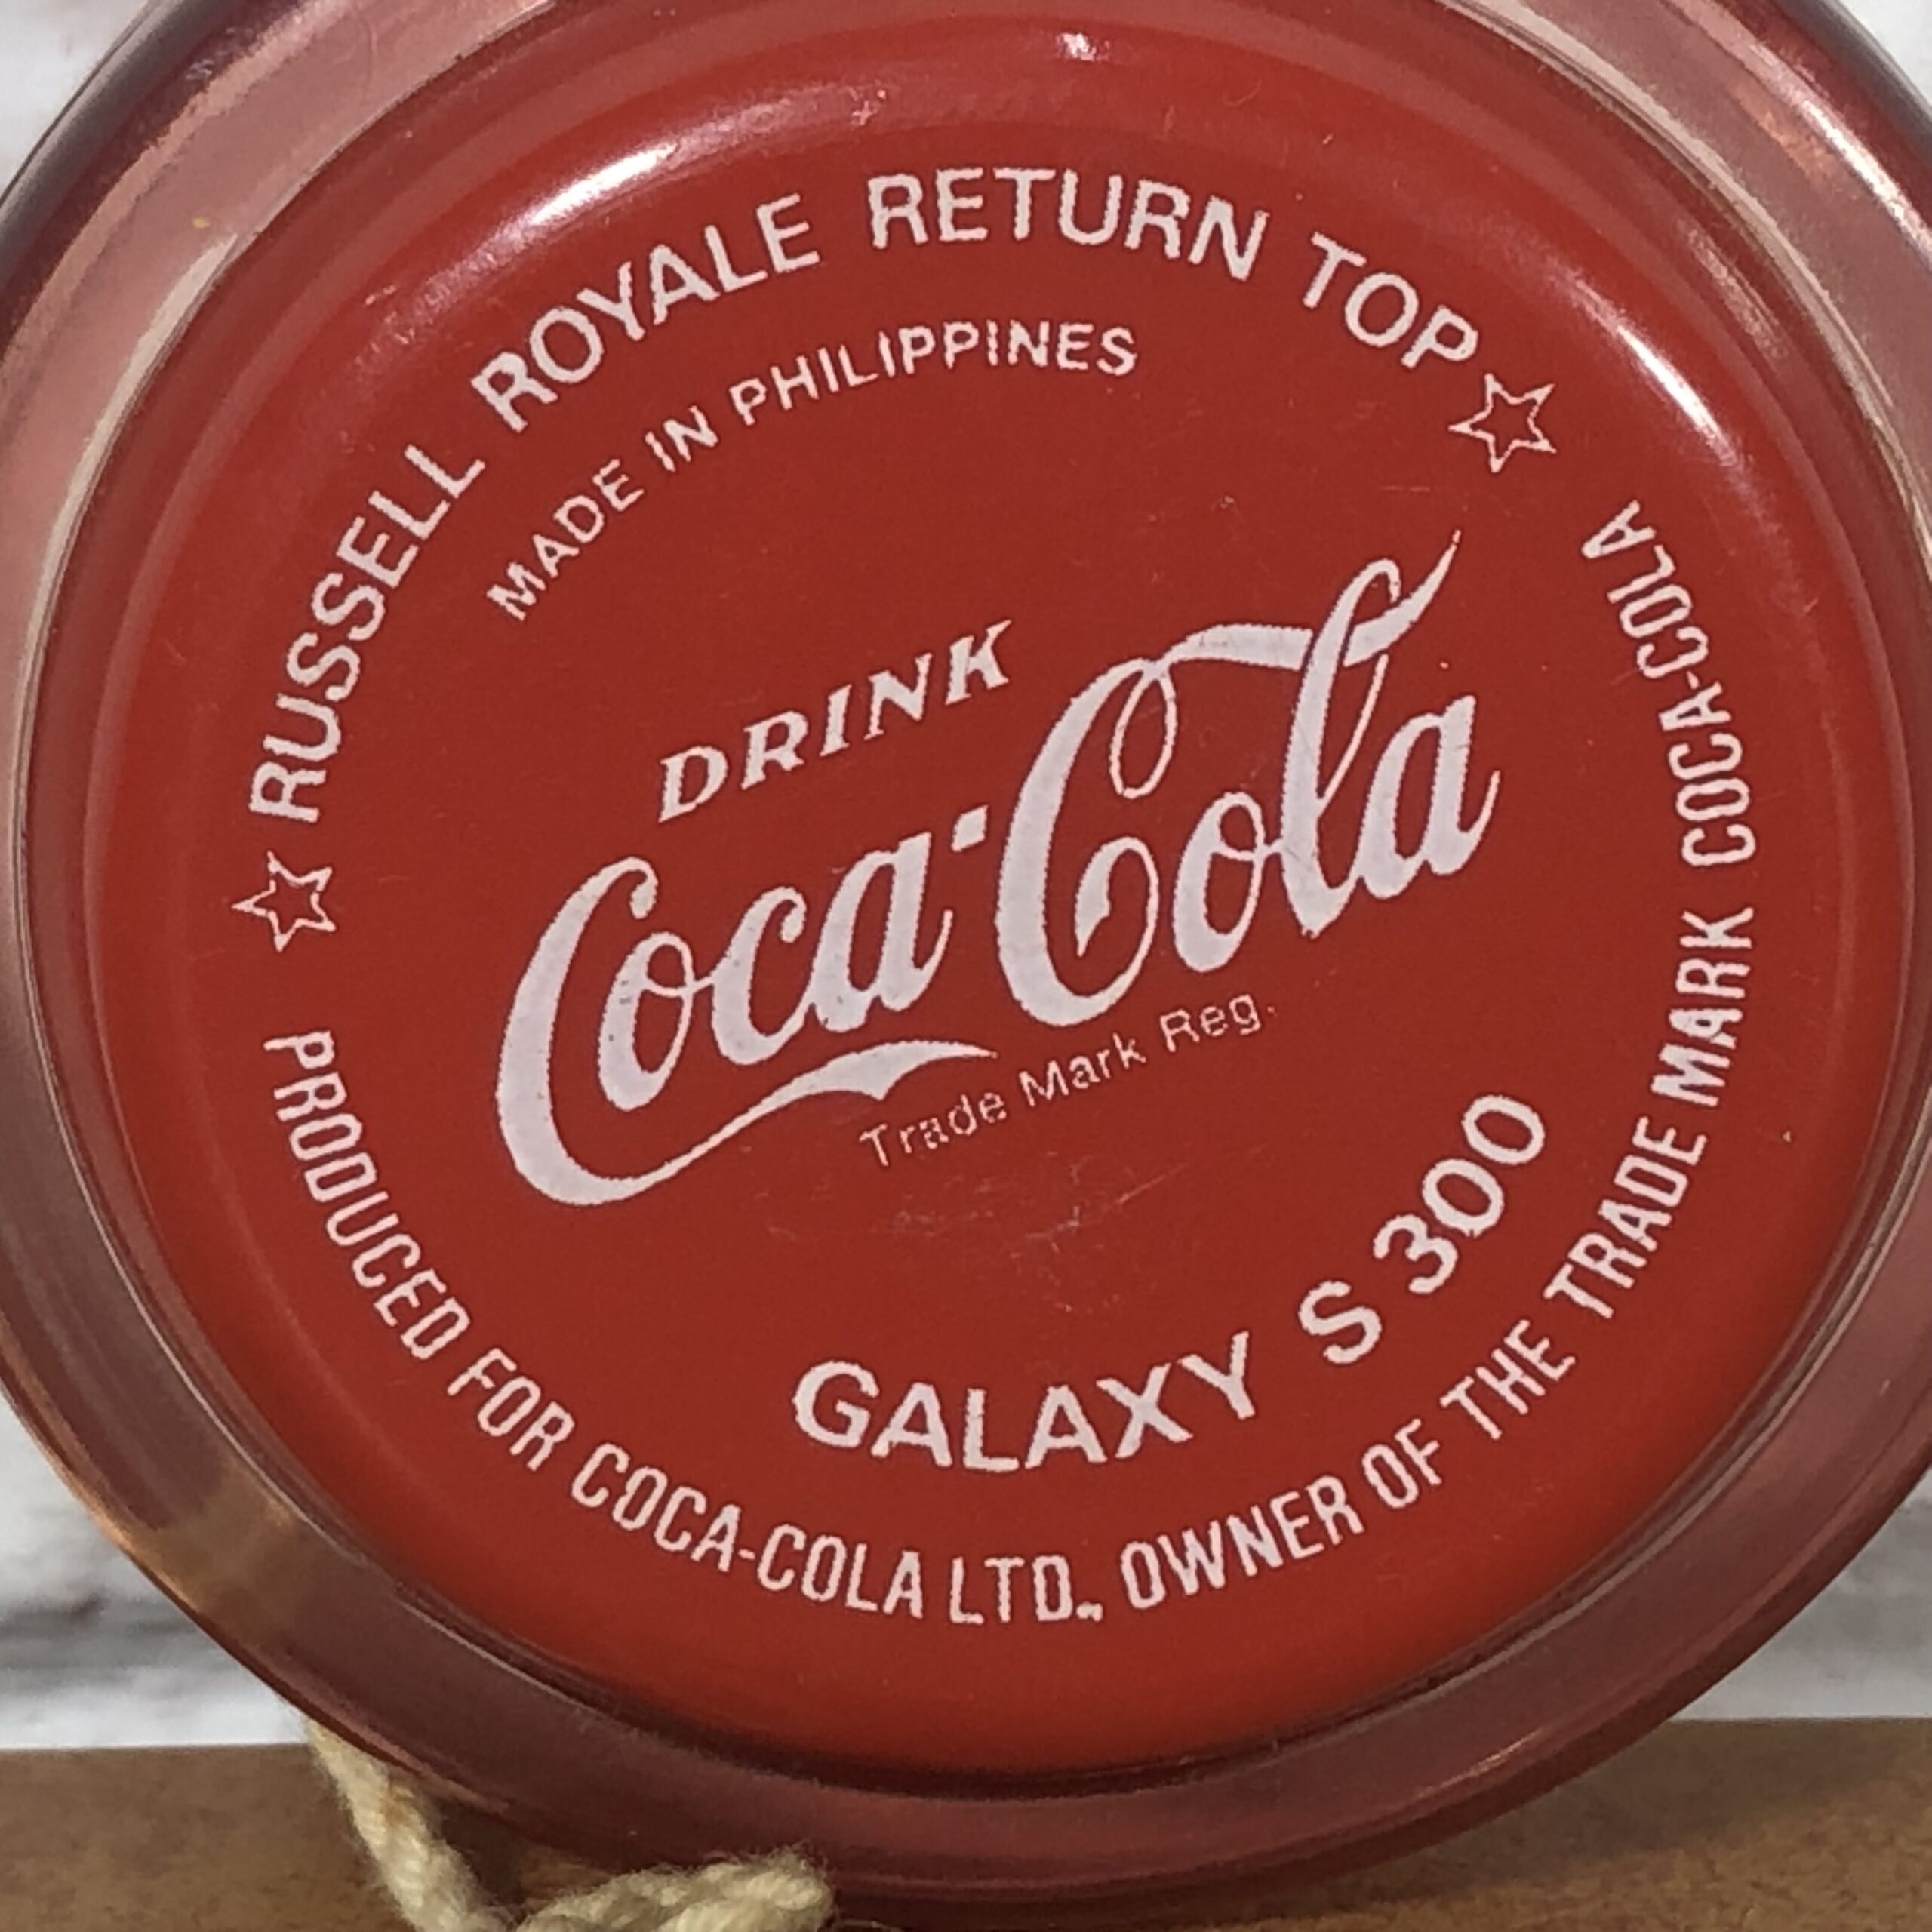 RUSSELL ROYALE RETURN TOP
MADE IN PHILIPPINES
DRINK
Coca-Cola
Trade Mark Reg.
GALAXY S 300
PRODUCED FOR COCA-COLA LTD., OWNER OF THE TRADE MARK COCA-COLA